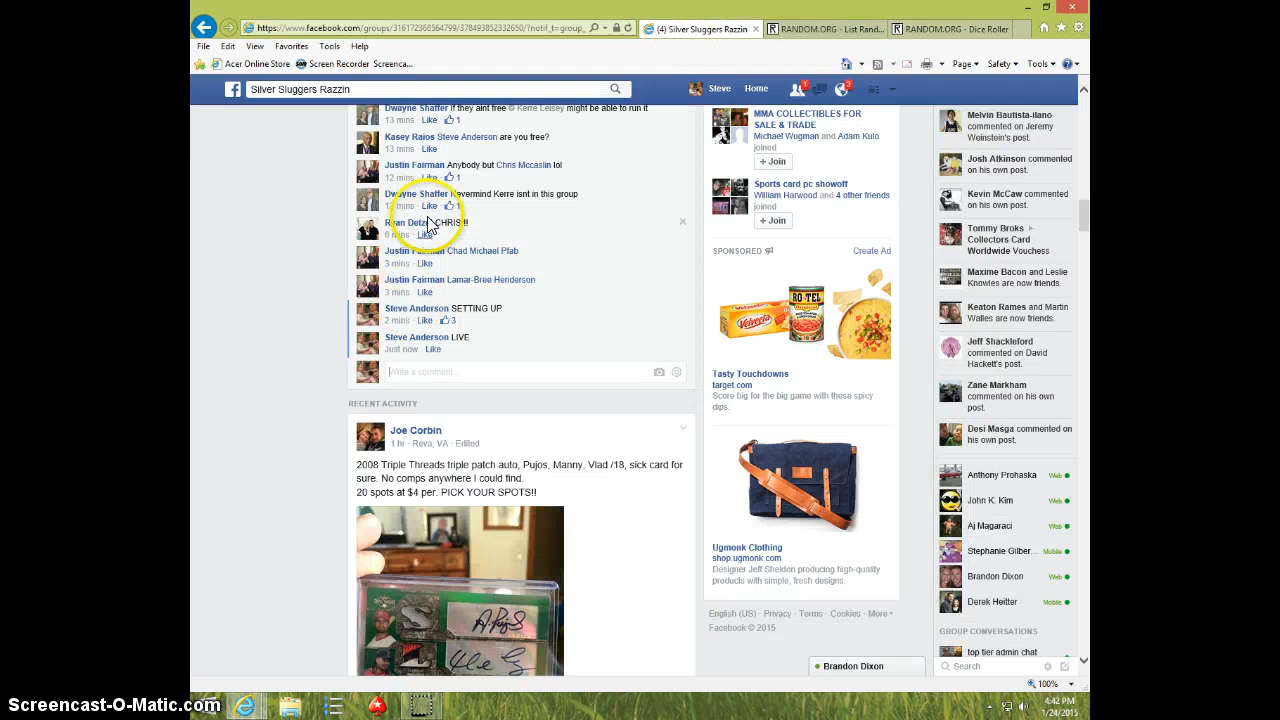 https://www.facebook.com/groups/316172368564799/378493852332650/?notif_t=group_
(4) Silver Sluggers Razzin
RANDOM.ORG - List Rand...
RANDOM.ORG - Dice Roller
File Edit View Favorites Tools Help
Acer Online Store Screen Recorder Screenca...
Page Safety Tools
Silver Sluggers Razzin
Steve Home
1
3
Dwayne Shaffer If they aint free @ Kerre Leisey might be able to run it
13 mins · Like · 1
Kasey Raios Steve Anderson are you free?
13 mins · Like
Justin Fairman Anybody but Chris Mccaslin lol
12 mins · Like · 1
Dwayne Shaffer Nevermind Kerre isnt in this group
12 mins · Like · 1
Ryan CHRIS!!!
6 mins · Like
Justin Fairman Chad Michael Pfab
3 mins · Like
Justin Fairman Lamar-Bree Henderson
3 mins · Like
Steve Anderson SETTING UP
2 mins · Like · 3
Steve Anderson LIVE
Just now · Like
Write a comment...
RECENT ACTIVITY
Joe Corbin
1 hr · Reva, VA · Edited
2008 Triple Threads triple patch auto, Pujos, Manny, Vlad /18, sick card for
sure. No comps anywhere I could find.
20 spots at $4 per. PICK YOUR SPOTS!!
MMA COLLECTIBLES FOR
SALE & TRADE
Michael Wugman and Adam Kulo
joined
+ Join
Sports card pc showoff
William Harwood and 4 other friends
joined
+ Join
SPONSORED Create Ad
Velveeta
RO★TEL
Tasty Touchdowns
target.com
Score big for the big game with these spicy
dips.
Ugmonk Clothing
shop.ugmonk.com
Designer Jeff Sheldon producing high-quality
products with simple, fresh designs.
English (US) · Privacy · Terms · Cookies · More
Facebook © 2015
Melvin Bautista-ilano
commented on Jeremy
Weinstein's post.
Josh Atkinson commented
on his own post.
Kevin McCaw commented
on his own post.
Tommy Broks
Collectors Card
Worldwide Vouchess
Maxime Bacon and Leslie
Knowles are now friends.
Keaton Rames and Martin
Walles are now friends.
Jeff Shackleford
commented on David
Hackett's post.
Zane Markham
commented on his own
post.
Desi Masga commented on
his own post.
Anthony Prohaska Web
John K. Kim Web
Aj Magaraci Web
Stephanie Gilber... Mobile
Brandon Dixon Web
Derek Heitter Mobile
GROUP CONVERSATIONS
top tier admin chat
Search
Brandon Dixon
100%
4:42 PM
1/24/2015
Screencast-O-Matic.com